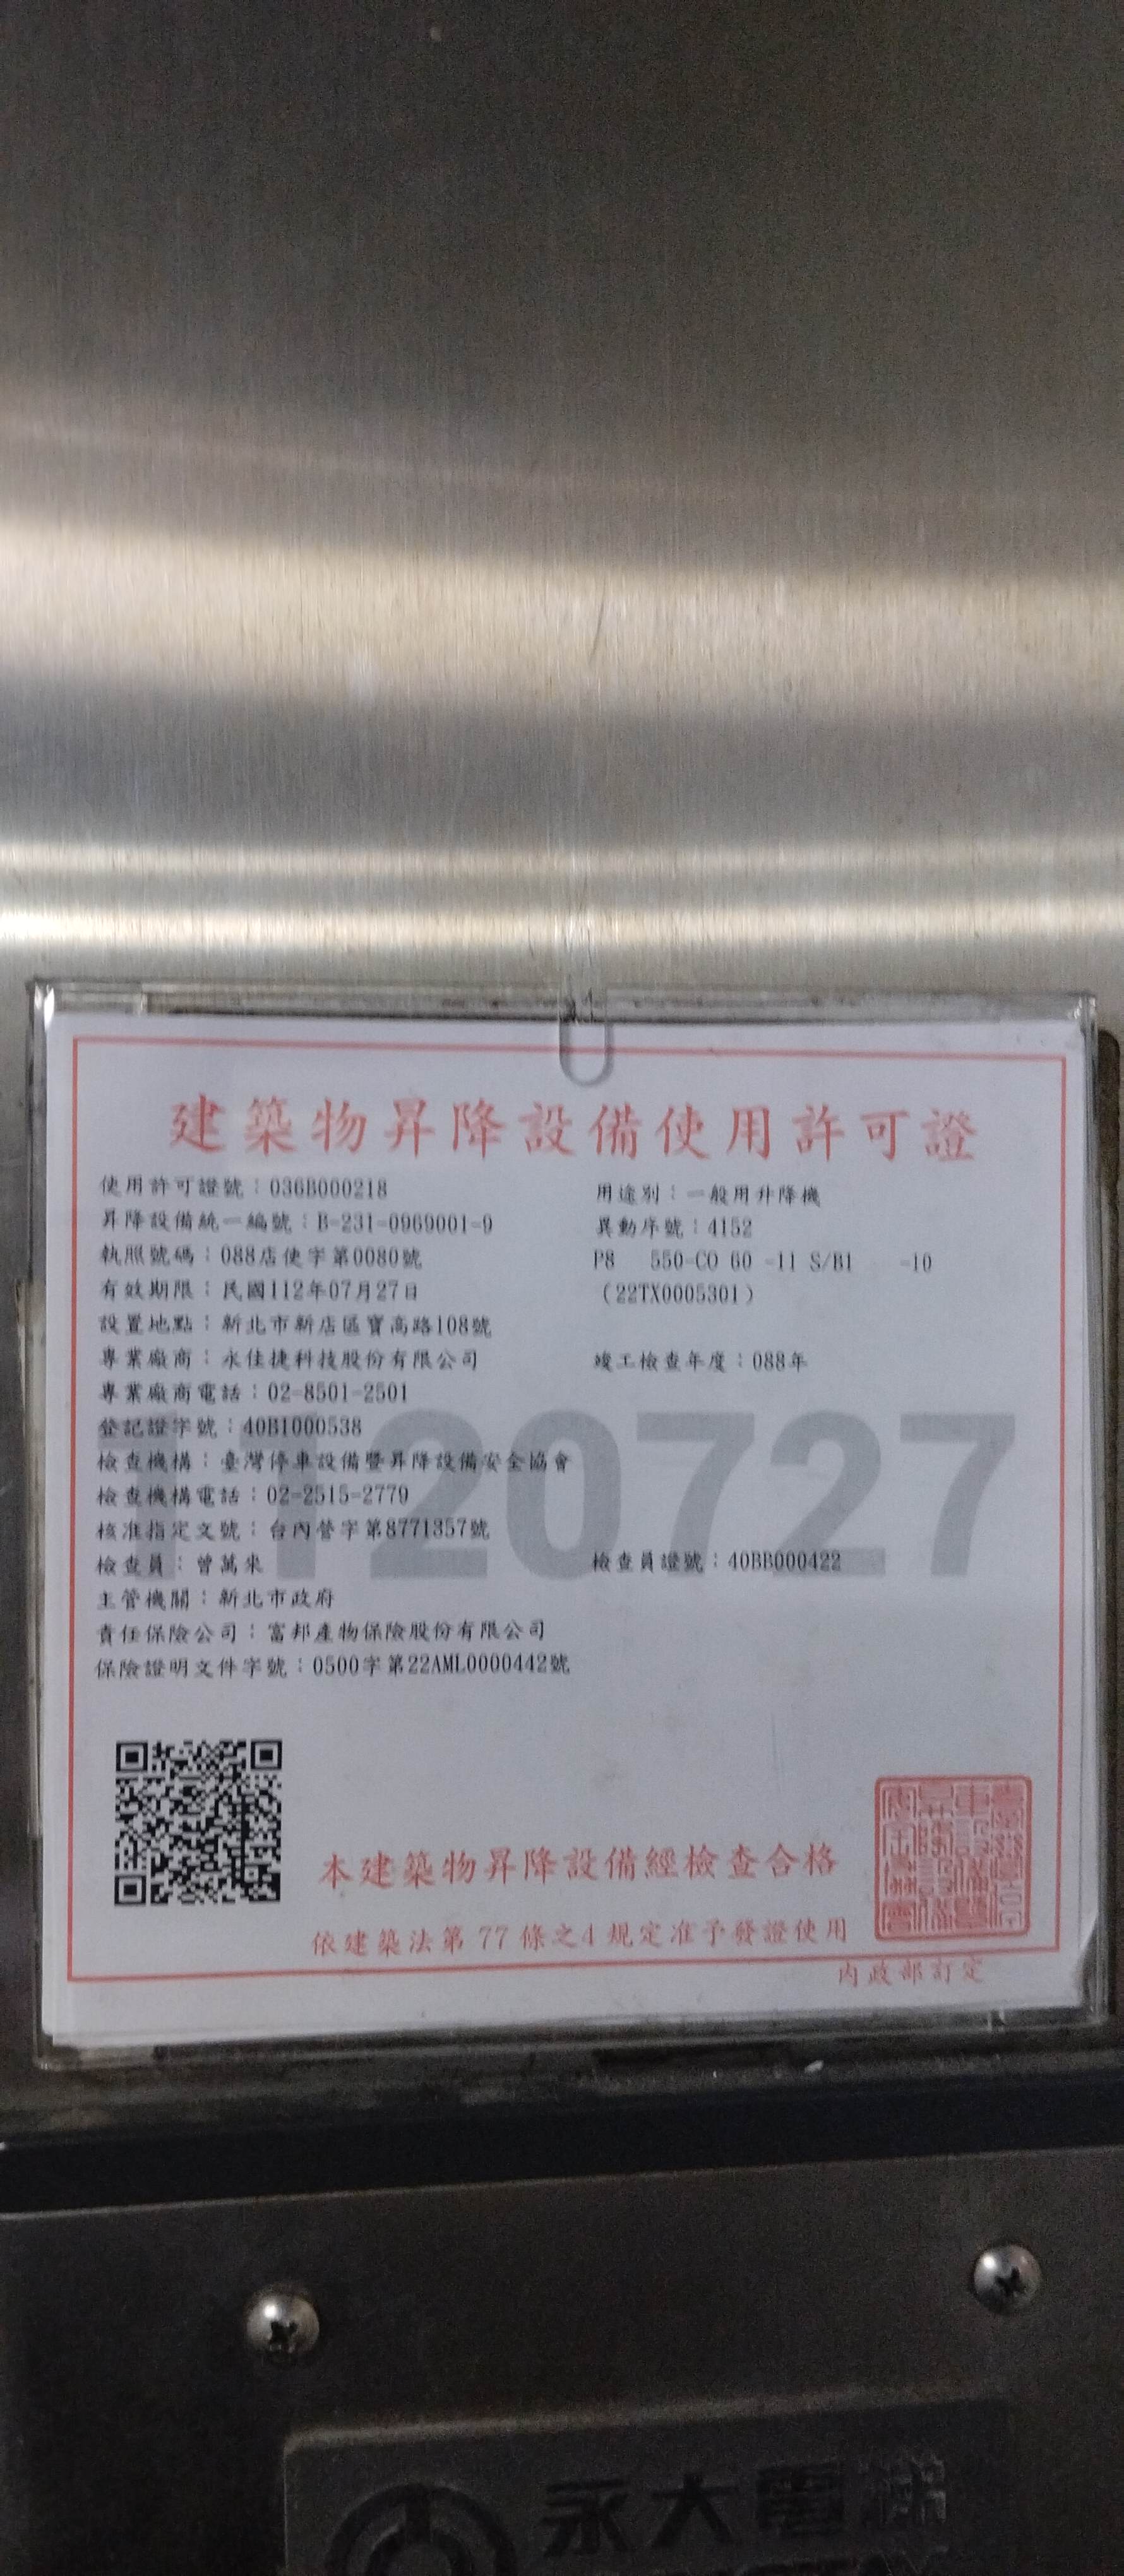 建築物昇降設備使用許可證
使用許可證號：036B000218
用途別：一般用升降機
昇降設備統一編號：B-231-0969001-9
異動序號：4152
執照號碼：088店使字第0080號
P8 550-CO 60 -11 S/B1 -10
有效期限：民國112年07月27日
（22TX0005301）
設置地點：新北市新店區寶高路108號
專業廠商：永佳捷科技股份有限公司
竣工檢查年度：088年
專業廠商電話：02-8501-2501
登記證字號：40B1000538
1120727
檢查機構：臺灣停車設備暨昇降設備安全協會
檢查機構電話：02-2515-2779
核准指定文號：台內營字第8771357號
檢查員：曾萬來
檢查員證號：40BB000422
主管機關：新北市政府
責任保險公司：富邦產物保險股份有限公司
保險證明文件字號：0500字第22AML0000442號
本建築物昇降設備經檢查合格
依建築法第 77 條之4 規定准予發證使用
內政部訂定
永大電梯